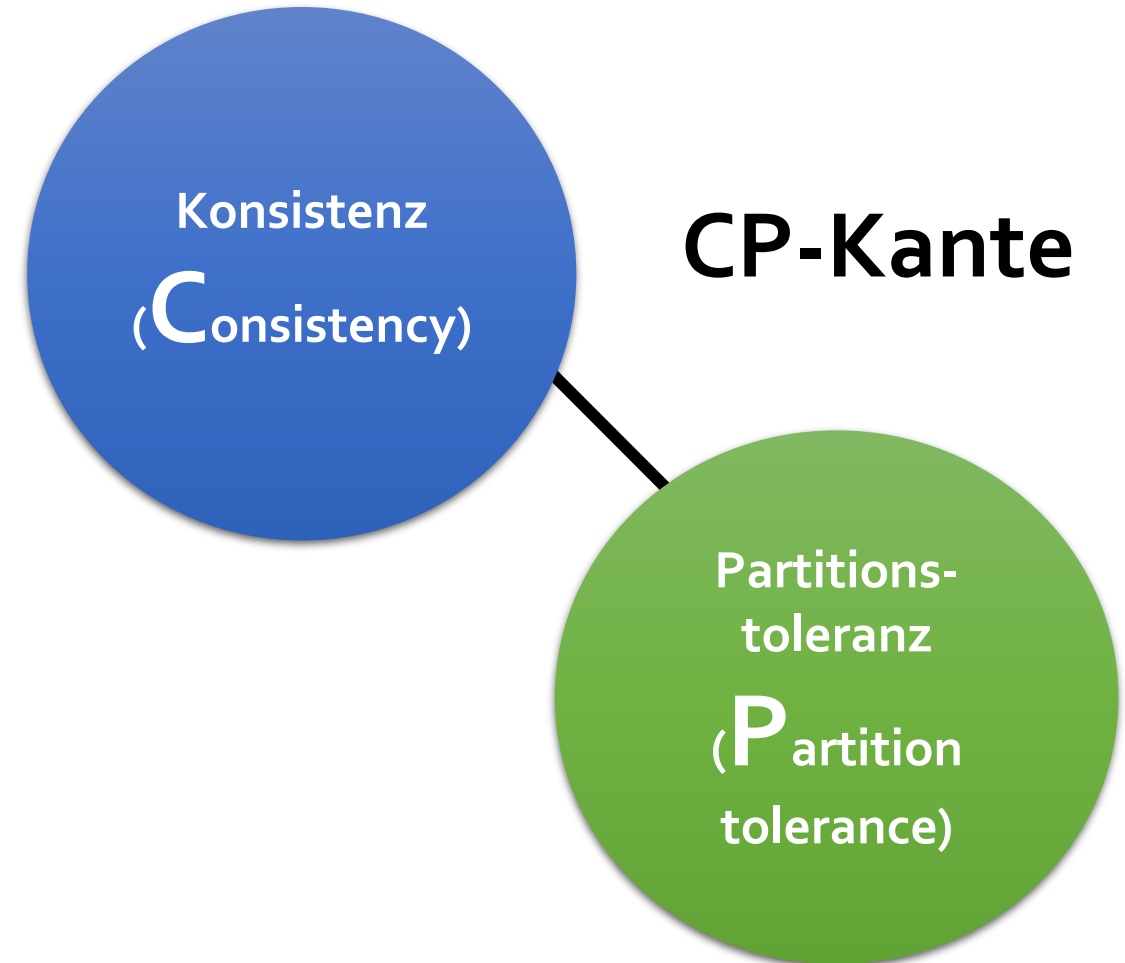 Konsistenz
(Consistency)
CP-Kante
Partitions-
toleranz
(Partition
tolerance)